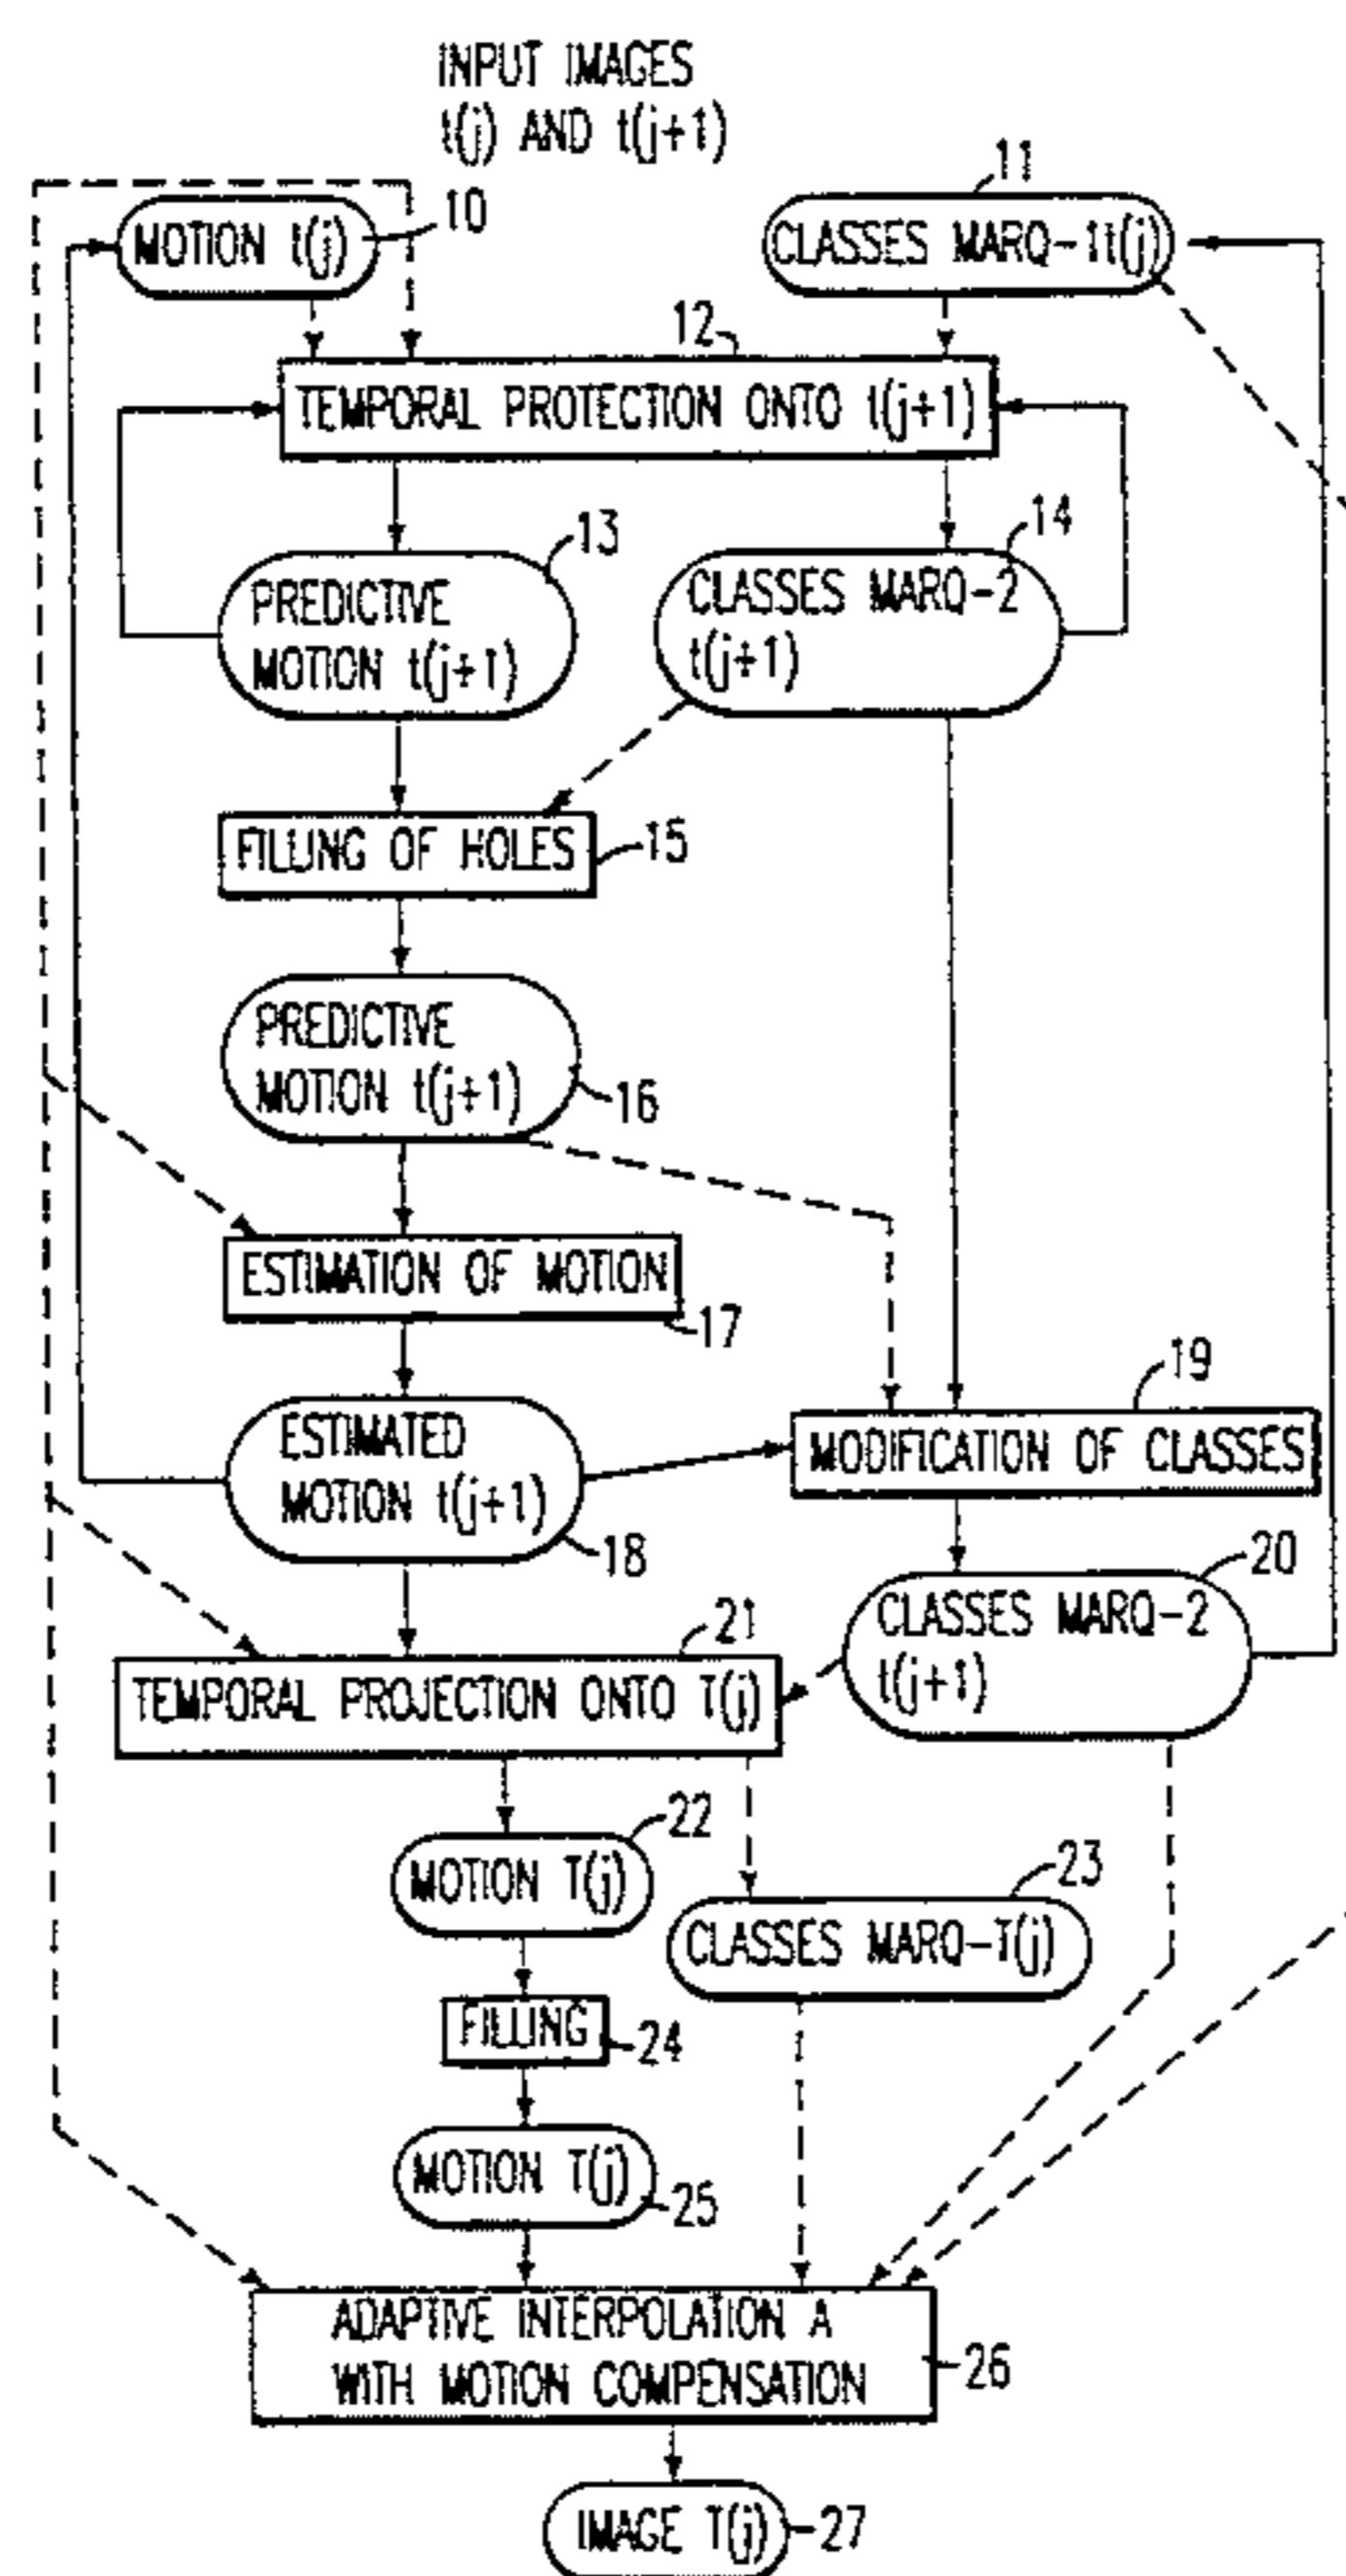 INPUT IMAGES
t(j) AND t(j+1)
11
10
MOTION t(j)
CLASSES MARQ-1t(j)
12
TEMPORAL PROTECTION ONTO t(j+1)
13
14
PREDICTIVE
MOTION t(j+1)
CLASSES MARQ-2
t(j+1)
FILLING OF HOLES
15
PREDICTIVE
MOTION t(j+1)
16
ESTIMATION OF MOTION
17
19
ESTIMATED
MOTION t(j+1)
MODIFICATION OF CLASSES
18
20
21
CLASSES MARQ-2
t(j+1)
TEMPORAL PROJECTION ONTO T(j)
22
MOTION T(j)
23
CLASSES MARQ-T(j)
FILLING
24
MOTION T(j)
25
ADAPTIVE INTERPOLATION A
WITH MOTION COMPENSATION
26
IMAGE T(j)
27